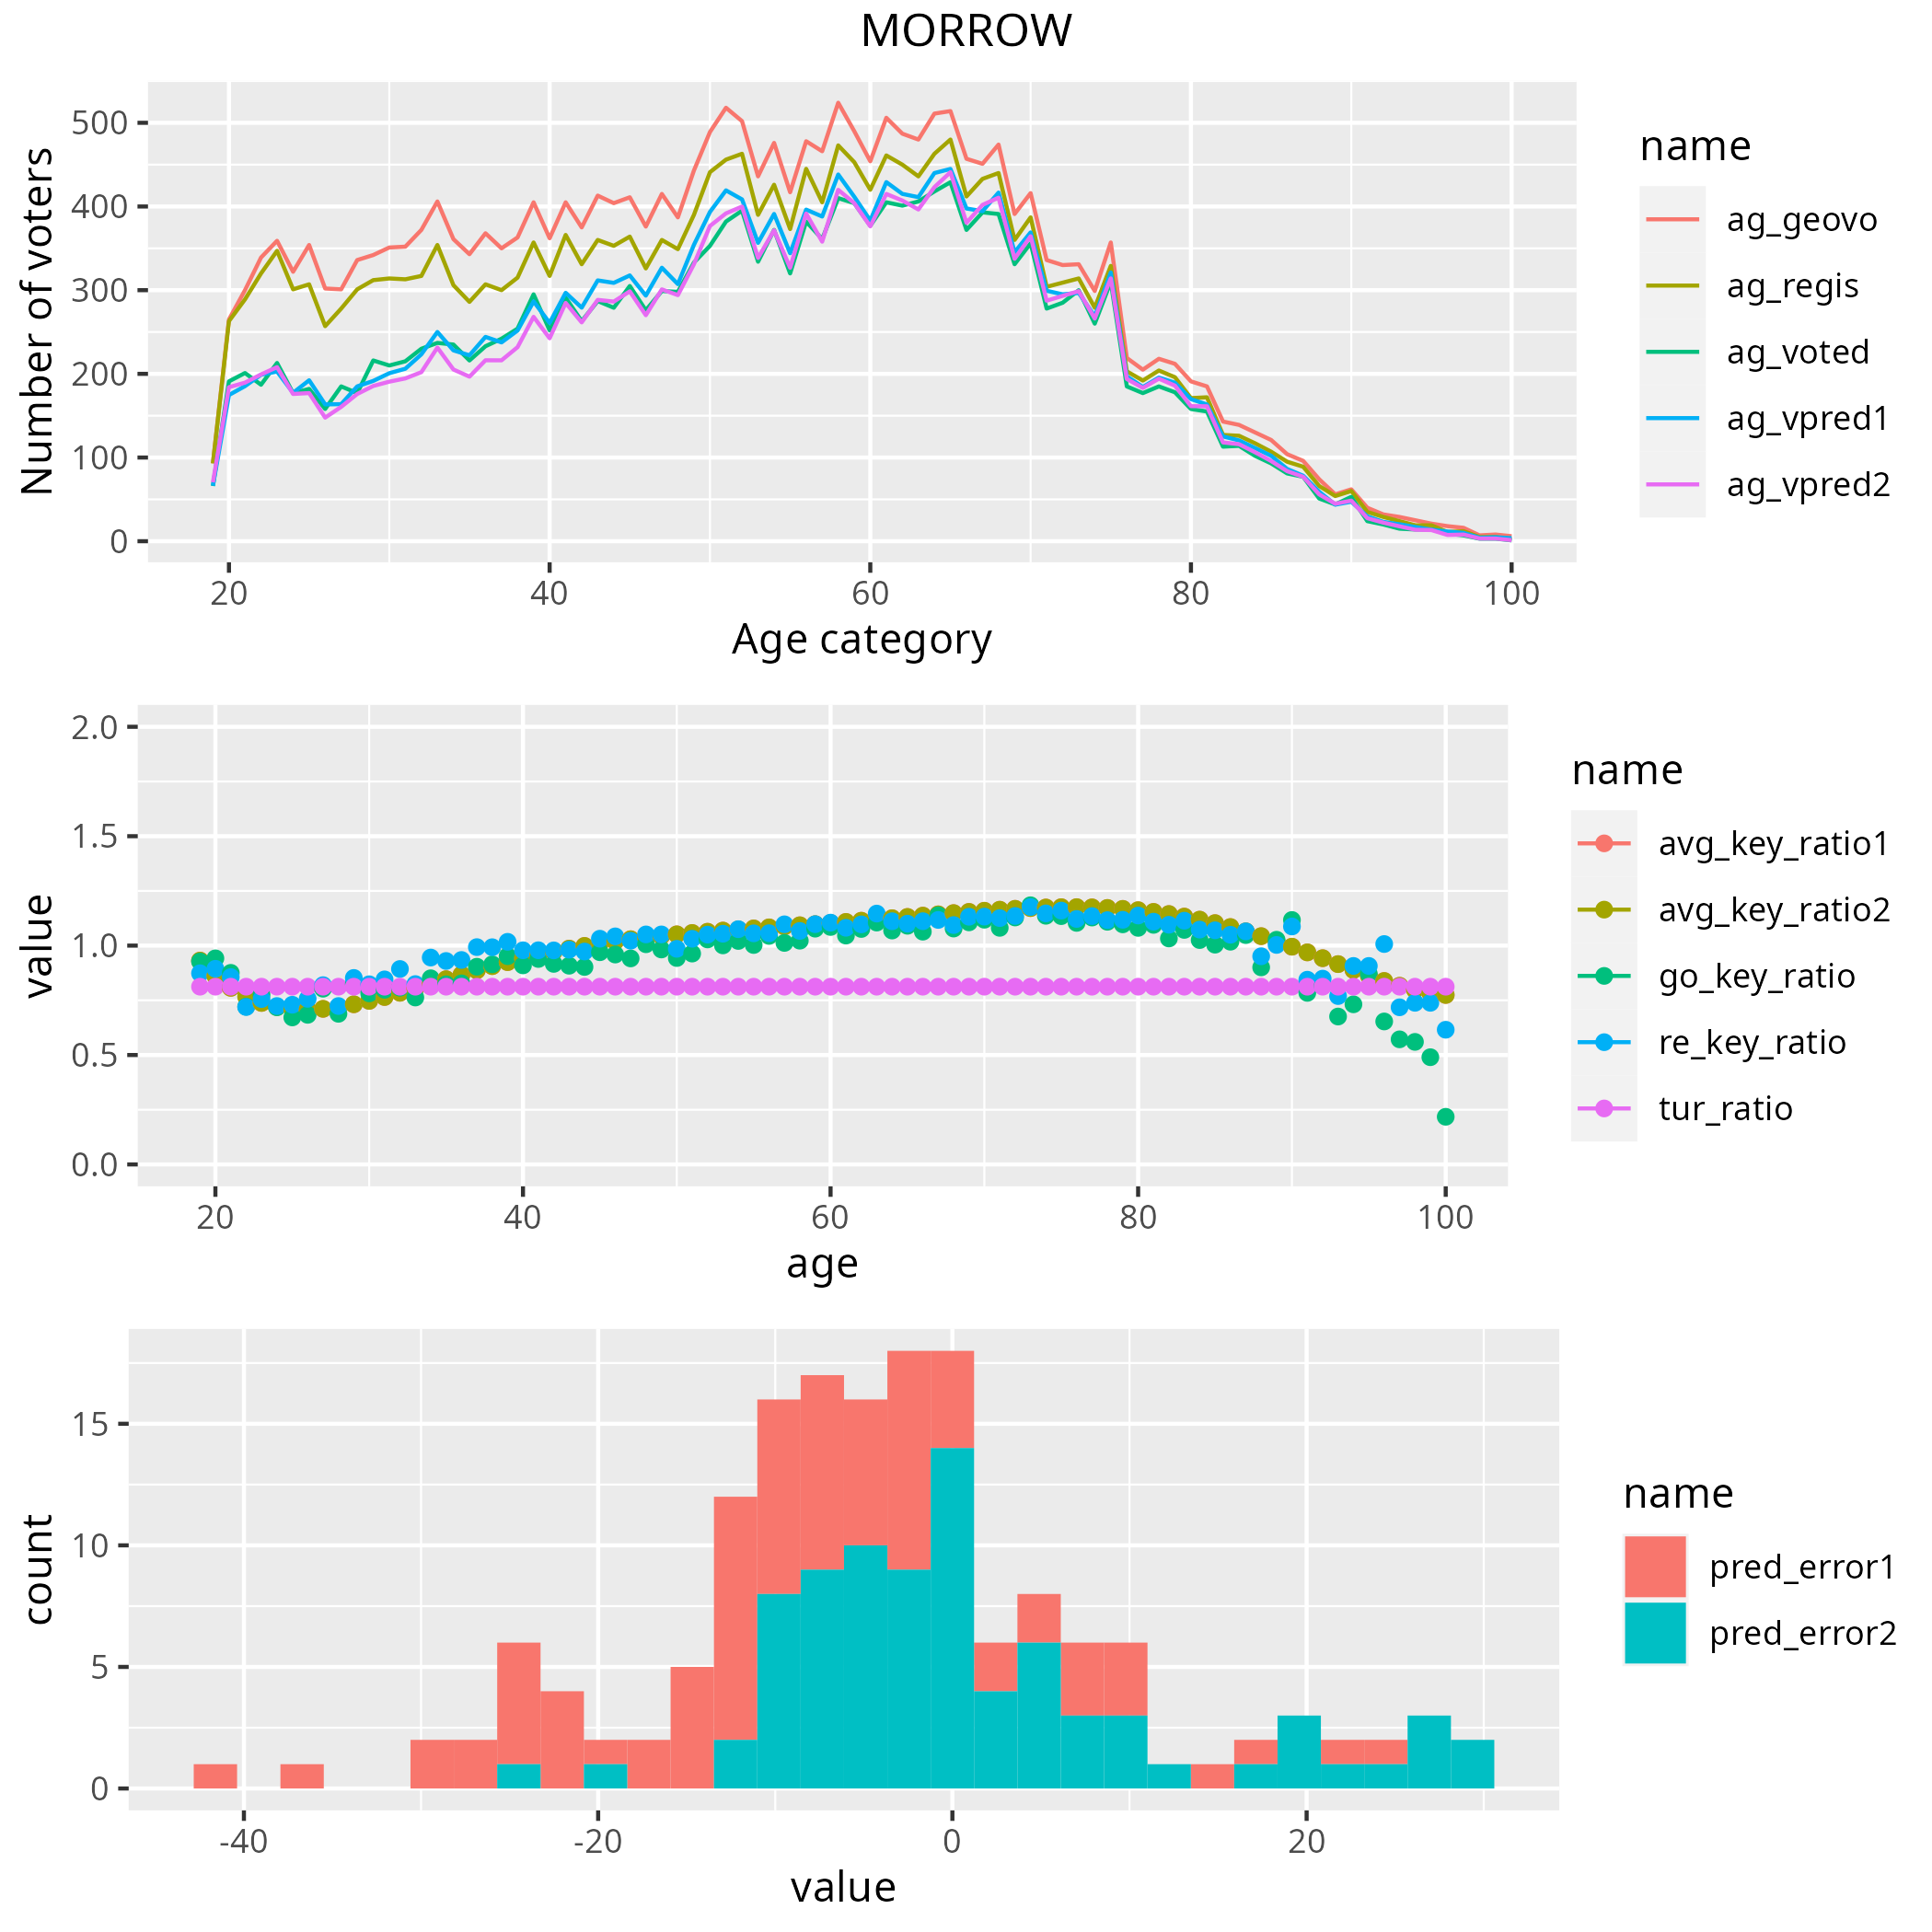 MORROW
500
400
300
200
100
0
Number of voters
20 40 60 80 100
Age category
name
ag_geovo
ag_regis
ag_voted
ag_vpred1
ag_vpred2
2.0
1.5
1.0
0.5
0.0
value
20 40 60 80 100
age
name
avg_key_ratio1
avg_key_ratio2
go_key_ratio
re_key_ratio
tur_ratio
15
10
5
0
count
-40 -20 0 20
value
name
pred_error1
pred_error2